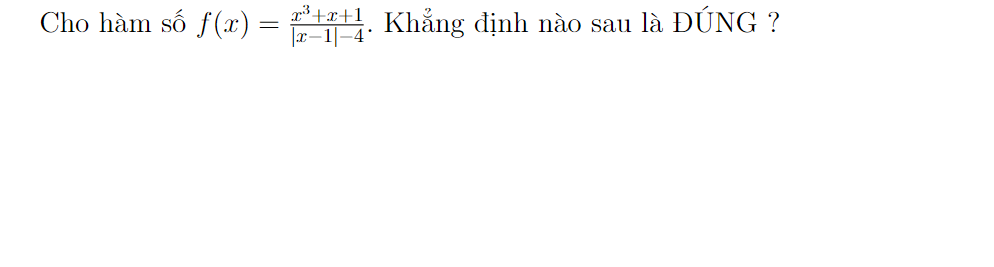 Cho hàm số $f(x) = \frac{x^3+x+1}{|x-1|-4}$. Khẳng định nào sau là ĐÚNG ?